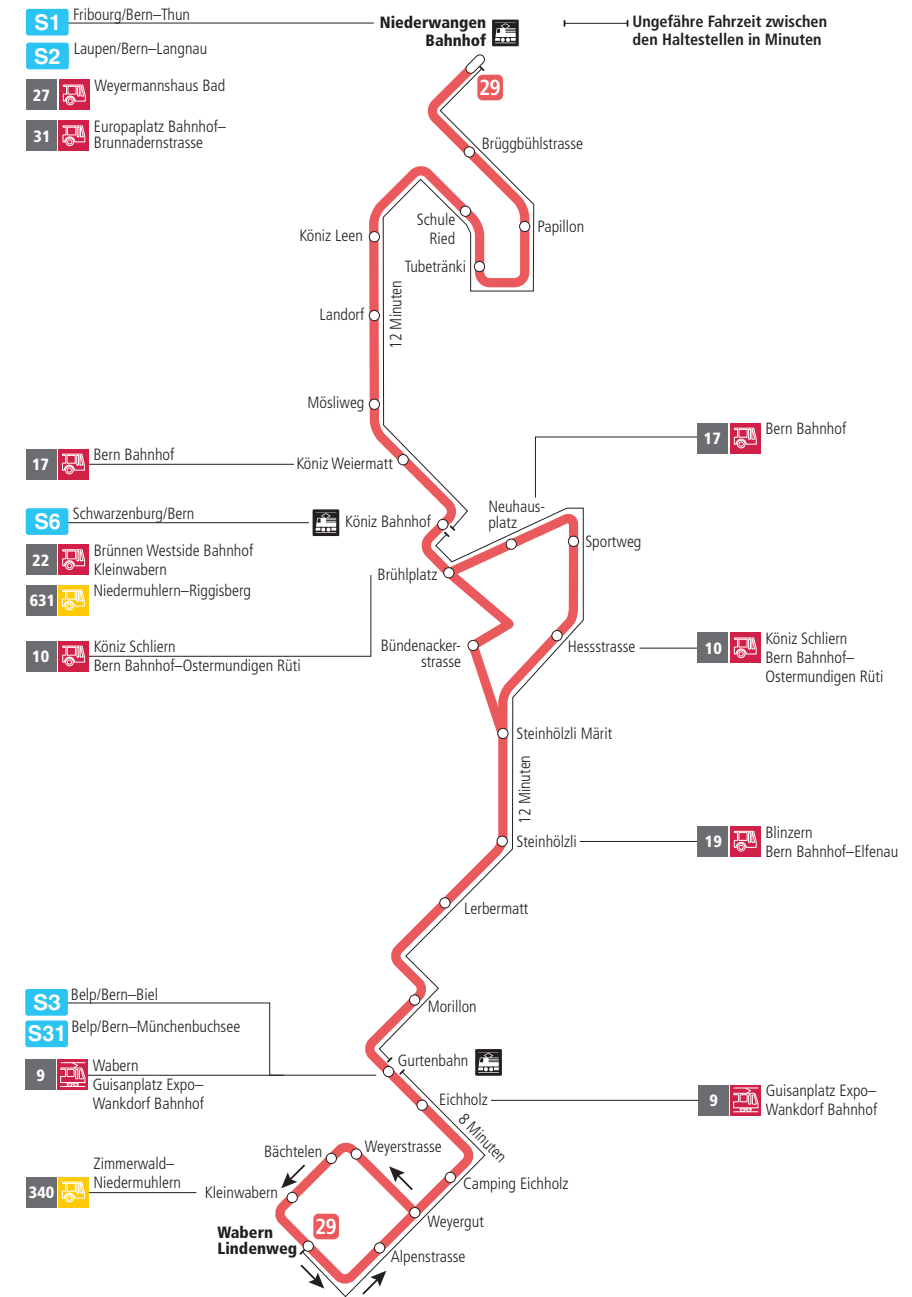 S1 Fribourg/Bern–Thun
S2 Laupen/Bern–Langnau
27 Weyermannshaus Bad
31 Europaplatz Bahnhof–
Brunnadernstrasse
Niederwangen
Bahnhof
29
Ungefähre Fahrzeit zwischen
den Haltestellen in Minuten
Brüggbühlstrasse
Papillon
Schule
Ried
Tubetränki
Köniz Leen
Landorf
12 Minuten
Mösliweg
17 Bern Bahnhof
Köniz Weiermatt
17 Bern Bahnhof
S6 Schwarzenburg/Bern
22 Brünnen Westside Bahnhof
Kleinwabern
631 Niedermuhlern–Riggisberg
Köniz Bahnhof
Neuhaus-
platz
Sportweg
Brühlplatz
10 Köniz Schliern
Bern Bahnhof–Ostermundigen Rüti
Bündenacker-
strasse
Hessstrasse
10 Köniz Schliern
Bern Bahnhof–
Ostermundigen Rüti
Steinhölzli Märit
12 Minuten
Steinhölzli
19 Blinzern
Bern Bahnhof–Elfenau
Lerbermatt
Morillon
S3 Belp/Bern–Biel
S31 Belp/Bern–Münchenbuchsee
9 Wabern
Guisanplatz Expo–
Wankdorf Bahnhof
Gurtenbahn
Eichholz
9 Guisanplatz Expo–
Wankdorf Bahnhof
8 Minuten
Weyerstrasse
Bächtelen
Camping Eichholz
340 Zimmerwald–
Niedermuhlern
Kleinwabern
Weyergut
Wabern
Lindenweg
29
Alpenstrasse